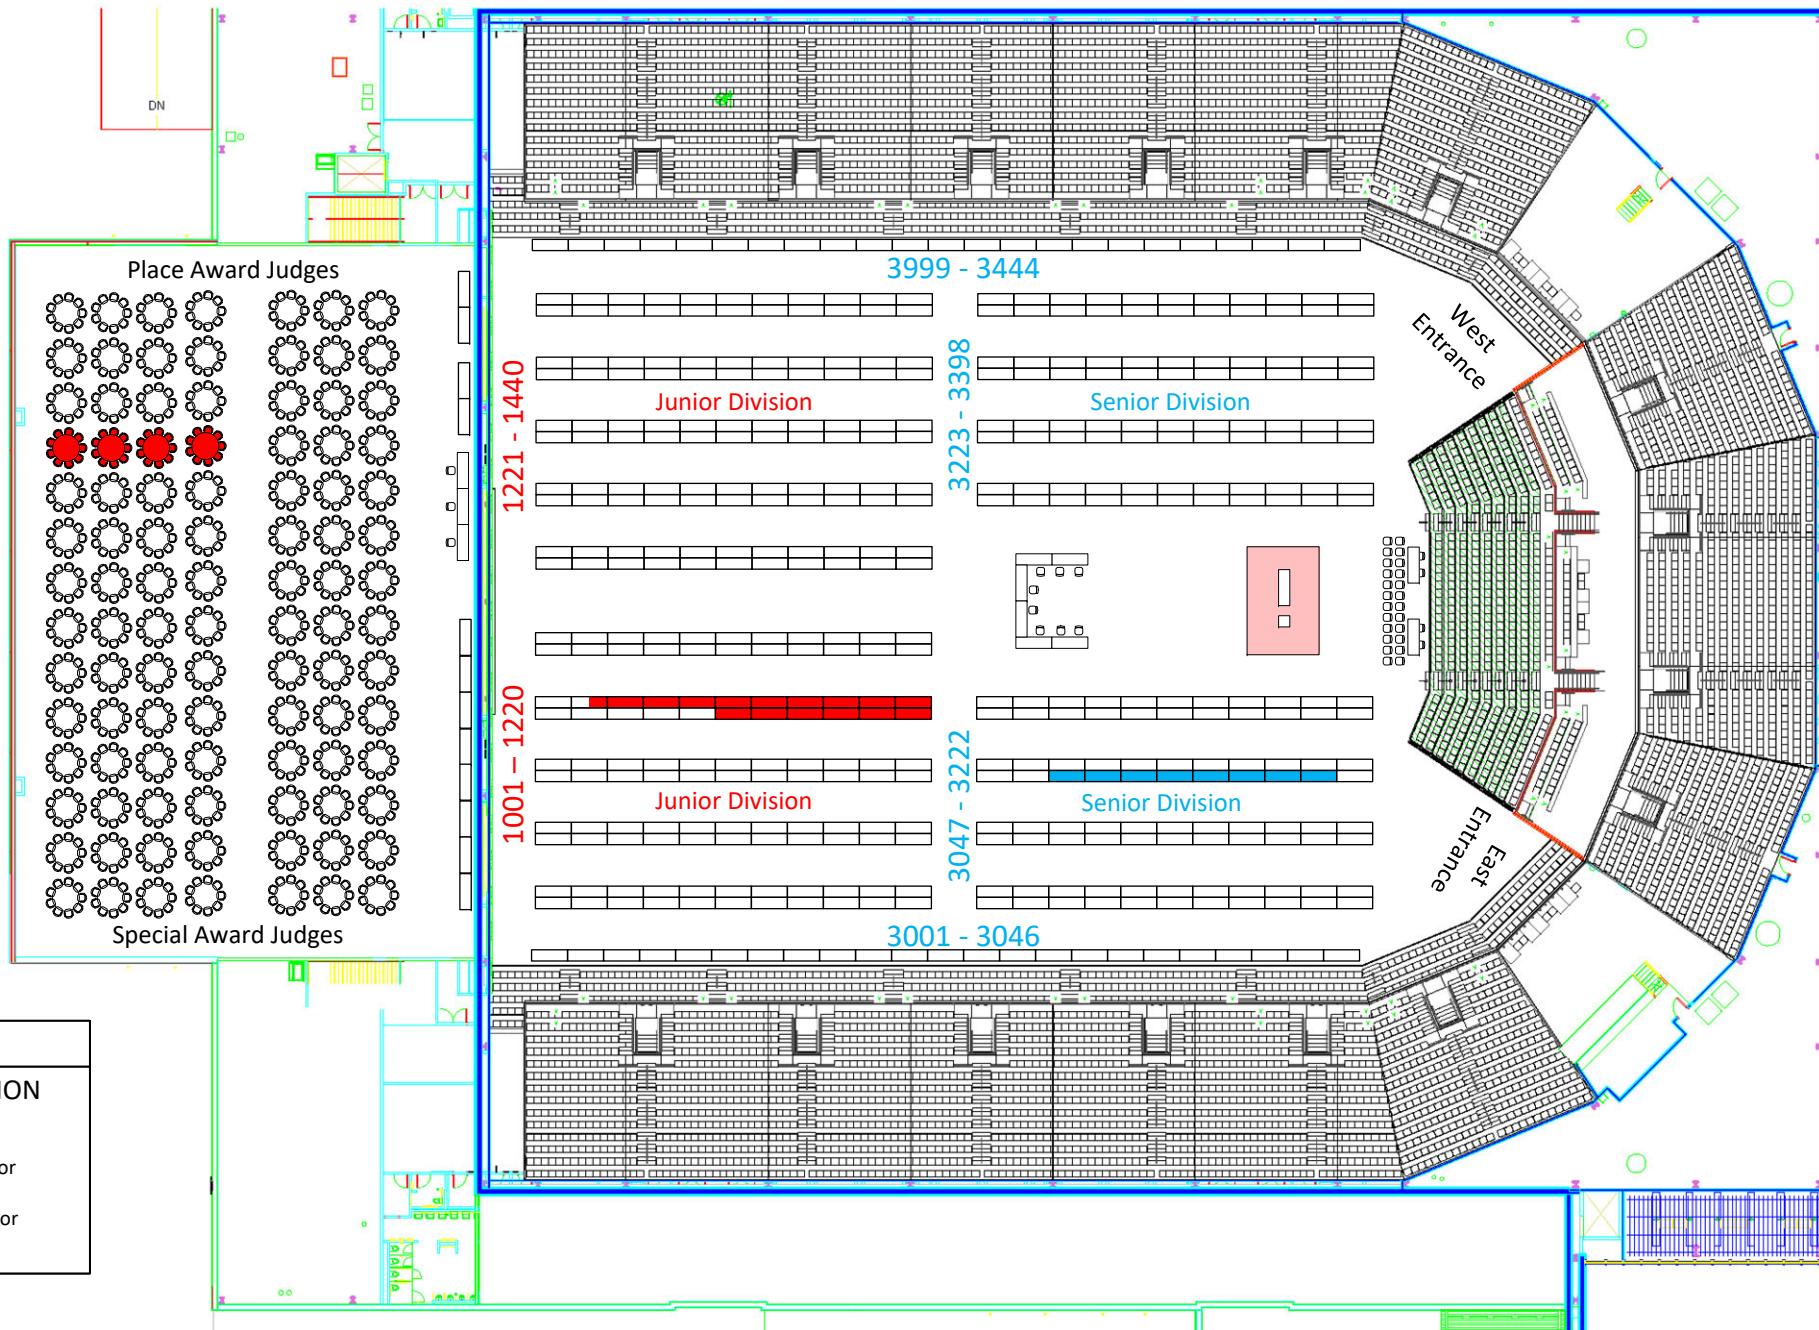 DN
Place Award Judges
3999 - 3444
West
Entrance
1221 - 1440
Junior Division
3223 - 3398
Senior Division
1001 – 1220
Junior Division
3047 - 3222
Senior Division
East
Entrance
Special Award Judges
3001 - 3046
ION
or
or